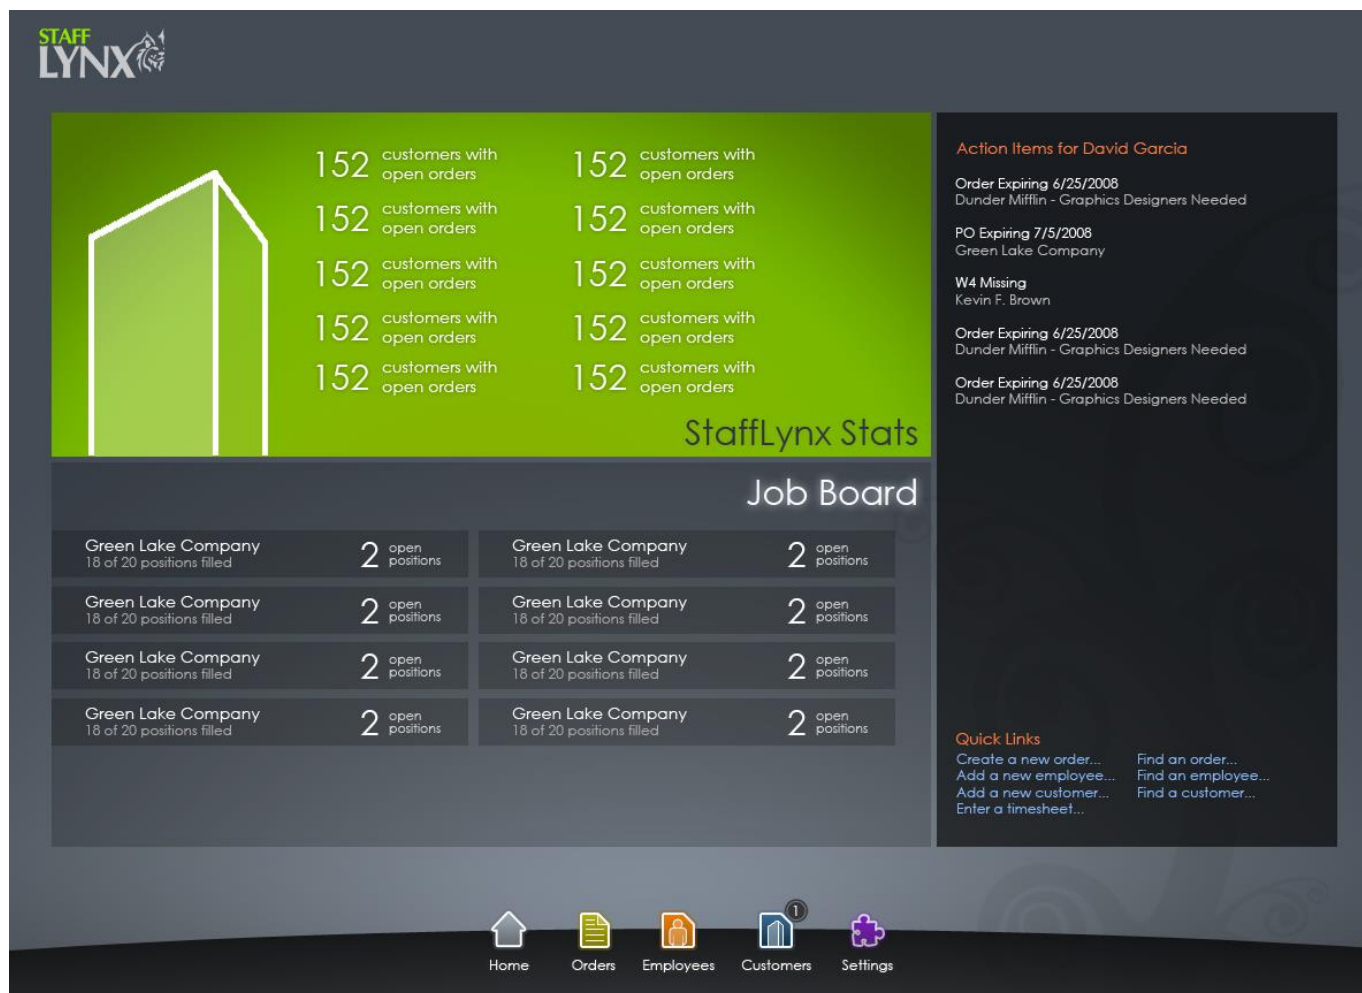 STAFF
LYNX
152 customers with
open orders
152 customers with
open orders
152 customers with
open orders
152 customers with
open orders
152 customers with
open orders
152 customers with
open orders
152 customers with
open orders
152 customers with
open orders
152 customers with
open orders
152 customers with
open orders
StaffLynx Stats
Job Board
Green Lake Company
18 of 20 positions filled
2 open
positions
Green Lake Company
18 of 20 positions filled
2 open
positions
Green Lake Company
18 of 20 positions filled
2 open
positions
Green Lake Company
18 of 20 positions filled
2 open
positions
Green Lake Company
18 of 20 positions filled
2 open
positions
Green Lake Company
18 of 20 positions filled
2 open
positions
Green Lake Company
18 of 20 positions filled
2 open
positions
Green Lake Company
18 of 20 positions filled
2 open
positions
Action Items for David Garcia
Order Expiring 6/25/2008
Dunder Mifflin - Graphics Designers Needed
PO Expiring 7/5/2008
Green Lake Company
W4 Missing
Kevin F. Brown
Order Expiring 6/25/2008
Dunder Mifflin - Graphics Designers Needed
Order Expiring 6/25/2008
Dunder Mifflin - Graphics Designers Needed
Quick Links
Create a new order...
Add a new employee...
Add a new customer...
Enter a timesheet...
Find an order...
Find an employee...
Find a customer...
Home
Orders
Employees
1
Customers
Settings